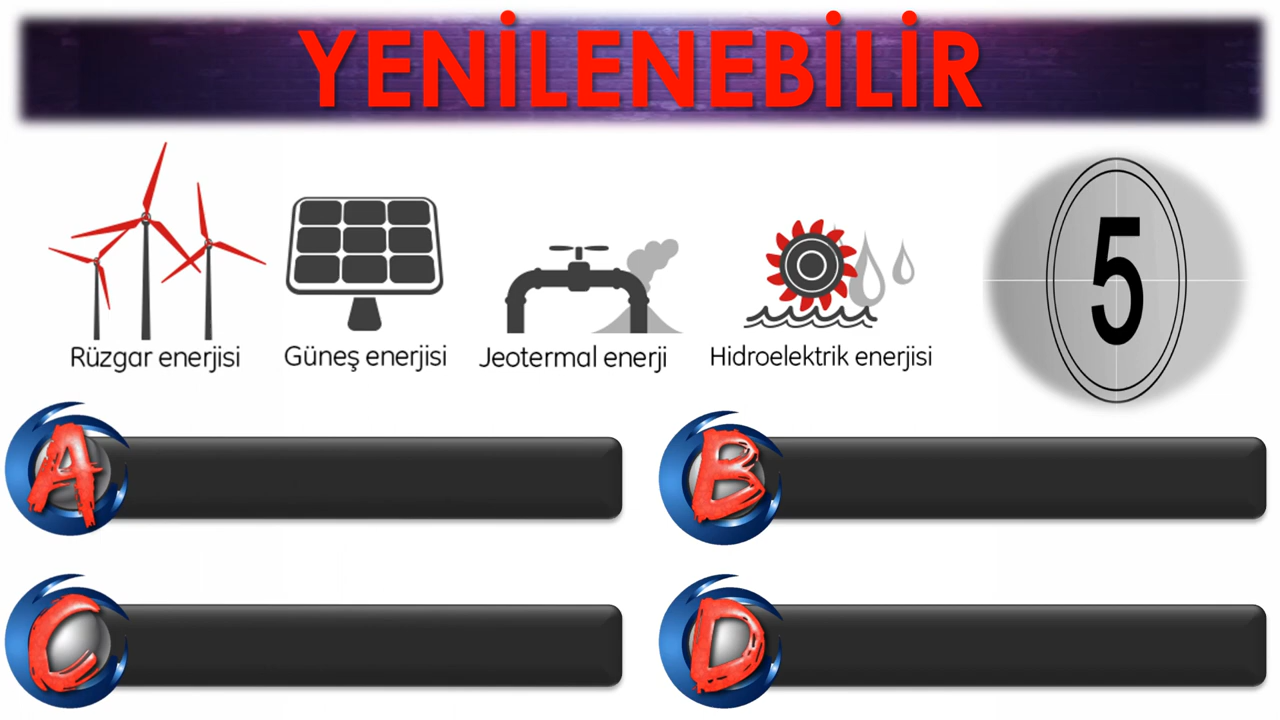 YENİLENEBİLİR
Rüzgar enerjisi
Güneş enerjisi
Jeotermal enerji
Hidroelektrik enerjisi
5
A
B
C
D